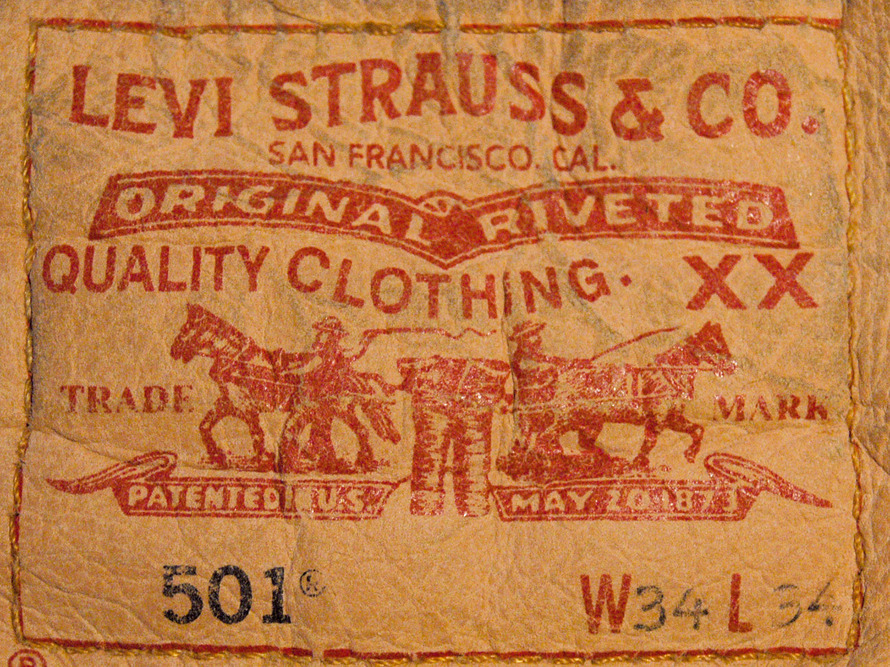 LEVI STRAUSS & CO.
SAN FRANCISCO. CAL.
ORIGINAL RIVETED
QUALITY CLOTHING. XX
TRADE MARK
PATENTED U.S. MAY 20 1873
501® W34 L34
®